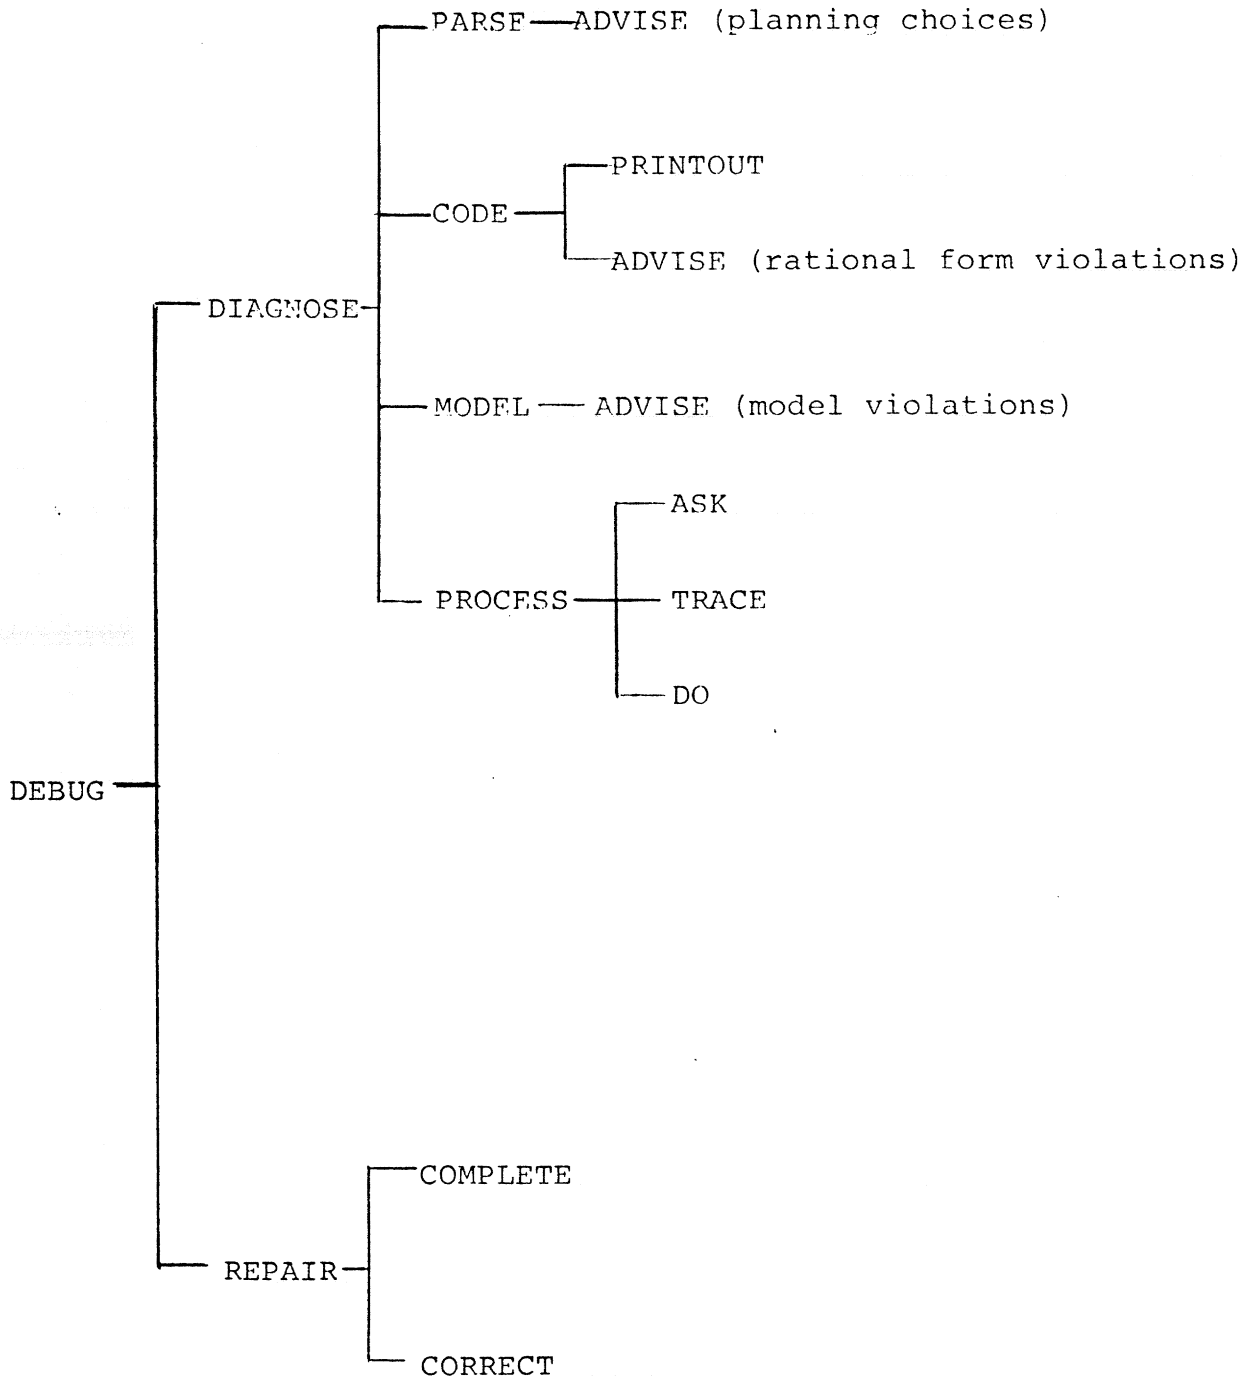 PARSE ADVISE (planning choices)
PRINTOUT
CODE
ADVISE (rational form violations)
DIAGNOSE
MODEL ADVISE (model violations)
ASK
PROCESS TRACE
DO
DEBUG
COMPLETE
REPAIR
CORRECT